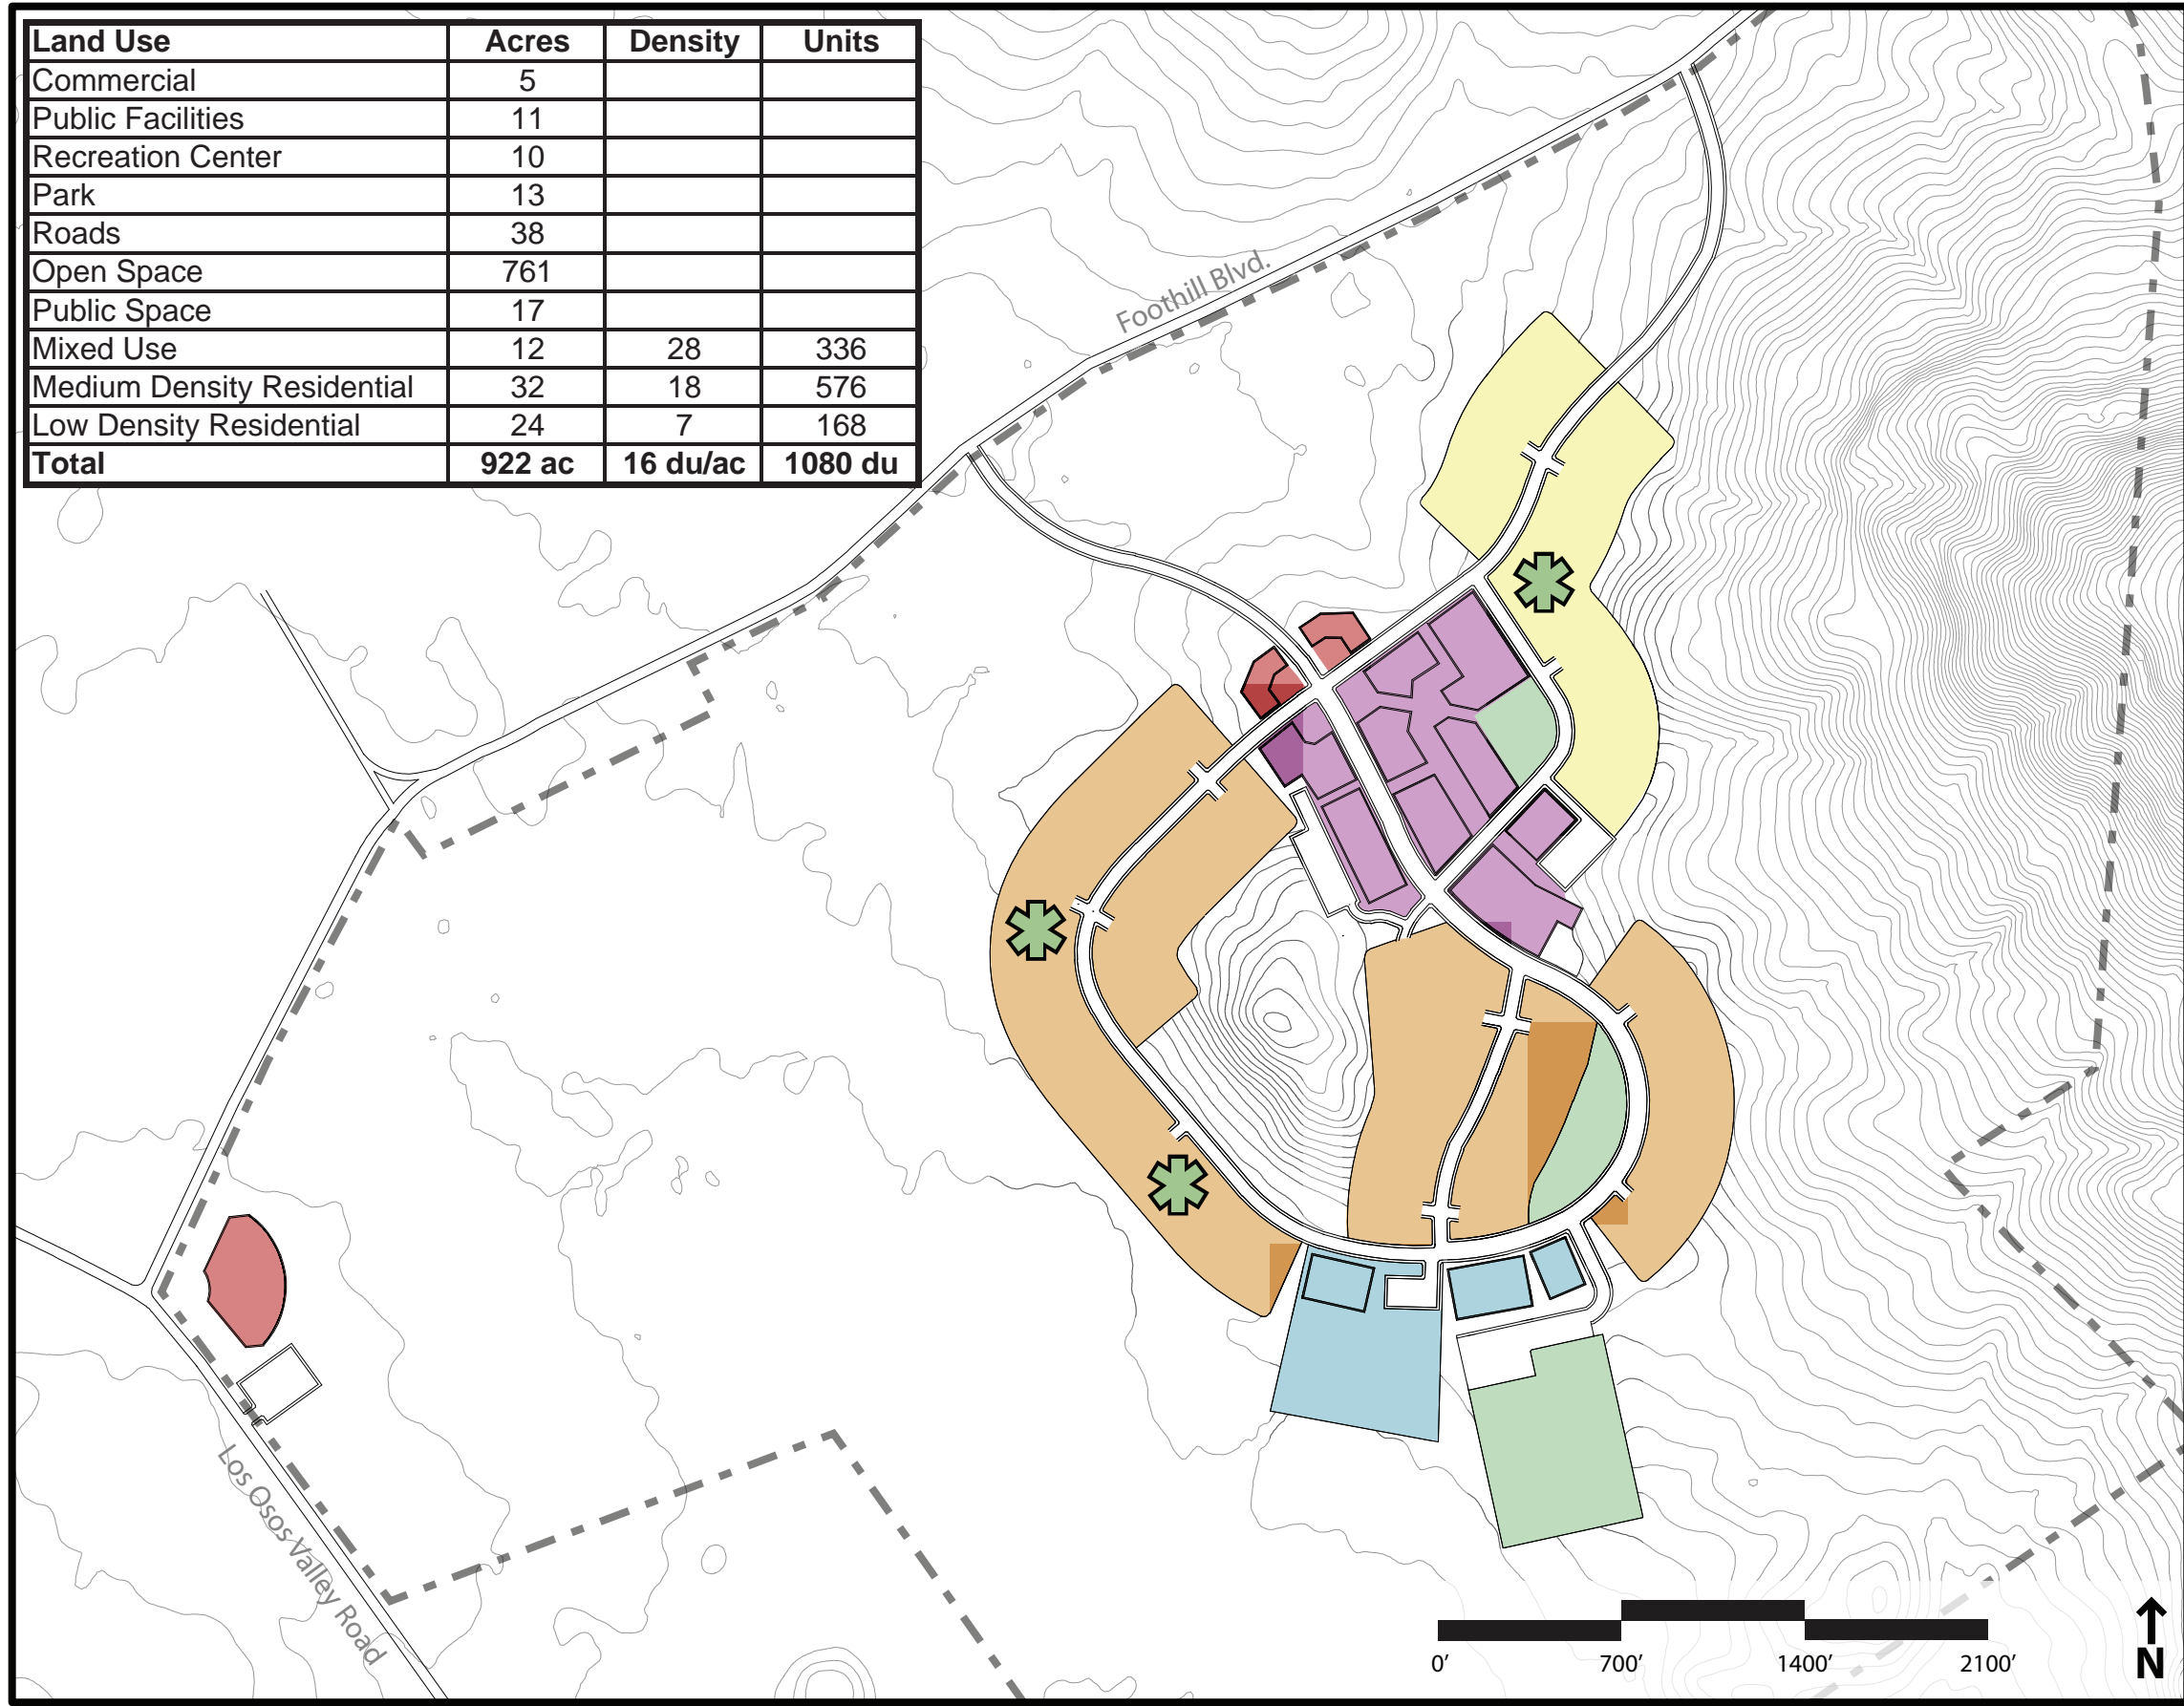 Land Use Acres Density Units
Commercial 5
Public Facilities 11
Recreation Center 10
Park 13
Roads 38
Open Space 761
Public Space 17
Mixed Use 12 28 336
Medium Density Residential 32 18 576
Low Density Residential 24 7 168
Total 922 ac 16 du/ac 1080 du
Foothill Blvd.
Los Osos Valley Road
0' 700' 1400' 2100'
N